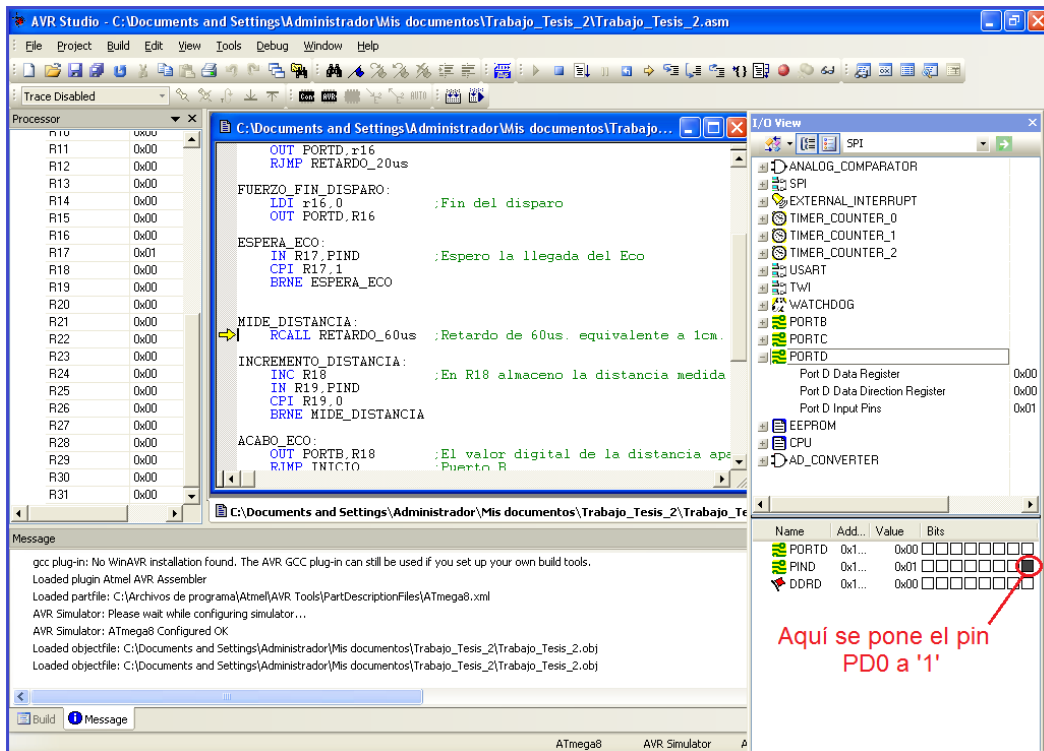 AVR Studio - C:\Documents and Settings\Administrador\Mis documentos\Trabajo_Tesis_2\Trabajo_Tesis_2.asm
File Project Build Edit View Tools Debug Window Help
Trace Disabled
AUTO
Processor
R10 0x00
R11 0x00
R12 0x00
R13 0x00
R14 0x00
R15 0x00
R16 0x00
R17 0x01
R18 0x00
R19 0x00
R20 0x00
R21 0x00
R22 0x00
R23 0x00
R24 0x00
R25 0x00
R26 0x00
R27 0x00
R28 0x00
R29 0x00
R30 0x00
R31 0x00
C:\Documents and Settings\Administrador\Mis documentos\Trabajo...
OUT PORTD,r16
RJMP RETARDO_20us
FUERZO_FIN_DISPARO:
LDI r16,0 ;Fin del disparo
OUT PORTD,R16
ESPERA_ECO:
IN R17,PIND ;Espero la llegada del Eco
CPI R17,1
BRNE ESPERA_ECO
MIDE_DISTANCIA:
RCALL RETARDO_60us ;Retardo de 60us. equivalente a 1cm.
INCREMENTO_DISTANCIA:
INC R18 ;En R18 almaceno la distancia medida
IN R19,PIND
CPI R19,0
BRNE MIDE_DISTANCIA
ACABO_ECO:
OUT PORTB,R18 ;El valor digital de la distancia apa
RJMP INICIO ;Puerto B
C:\Documents and Settings\Administrador\Mis documentos\Trabajo_Tesis_2\Trabajo_Te
I/O View
SPI
ANALOG_COMPARATOR
SPI
EXTERNAL_INTERRUPT
TIMER_COUNTER_0
TIMER_COUNTER_1
TIMER_COUNTER_2
USART
TWI
WATCHDOG
PORTB
PORTC
PORTD
Port D Data Register 0x00
Port D Data Direction Register 0x00
Port D Input Pins 0x01
EEPROM
CPU
AD_CONVERTER
Name Add... Value Bits
PORTD 0x1... 0x00
PIND 0x1... 0x01
DDRD 0x1... 0x00
Aquí se pone el pin
PD0 a '1'
Message
gcc plug-in: No WinAVR installation found. The AVR GCC plug-in can still be used if you set up your own build tools.
Loaded plugin Atmel AVR Assembler
Loaded partfile: C:\Archivos de programa\Atmel\AVR Tools\PartDescriptionFiles\ATmega8.xml
AVR Simulator: Please wait while configuring simulator...
AVR Simulator: ATmega8 Configured OK
Loaded objectfile: C:\Documents and Settings\Administrador\Mis documentos\Trabajo_Tesis_2\Trabajo_Tesis_2.obj
Loaded objectfile: C:\Documents and Settings\Administrador\Mis documentos\Trabajo_Tesis_2\Trabajo_Tesis_2.obj
Build Message
ATmega8 AVR Simulator A